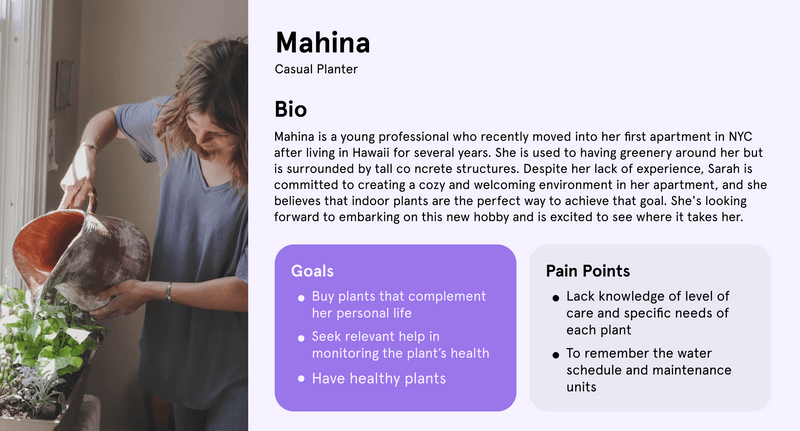 Mahina
Casual Planter
Bio
Mahina is a young professional who recently moved into her first apartment in NYC
after living in Hawaii for several years. She is used to having greenery around her but
is surrounded by tall co ncrete structures. Despite her lack of experience, Sarah is
committed to creating a cozy and welcoming environment in her apartment, and she
believes that indoor plants are the perfect way to achieve that goal. She's looking
forward to embarking on this new hobby and is excited to see where it takes her.
Goals
● Buy plants that complement
her personal life
● Seek relevant help in
monitoring the plant’s health
● Have healthy plants
Pain Points
● Lack knowledge of level of
care and specific needs of
each plant
● To remember the water
schedule and maintenance
units